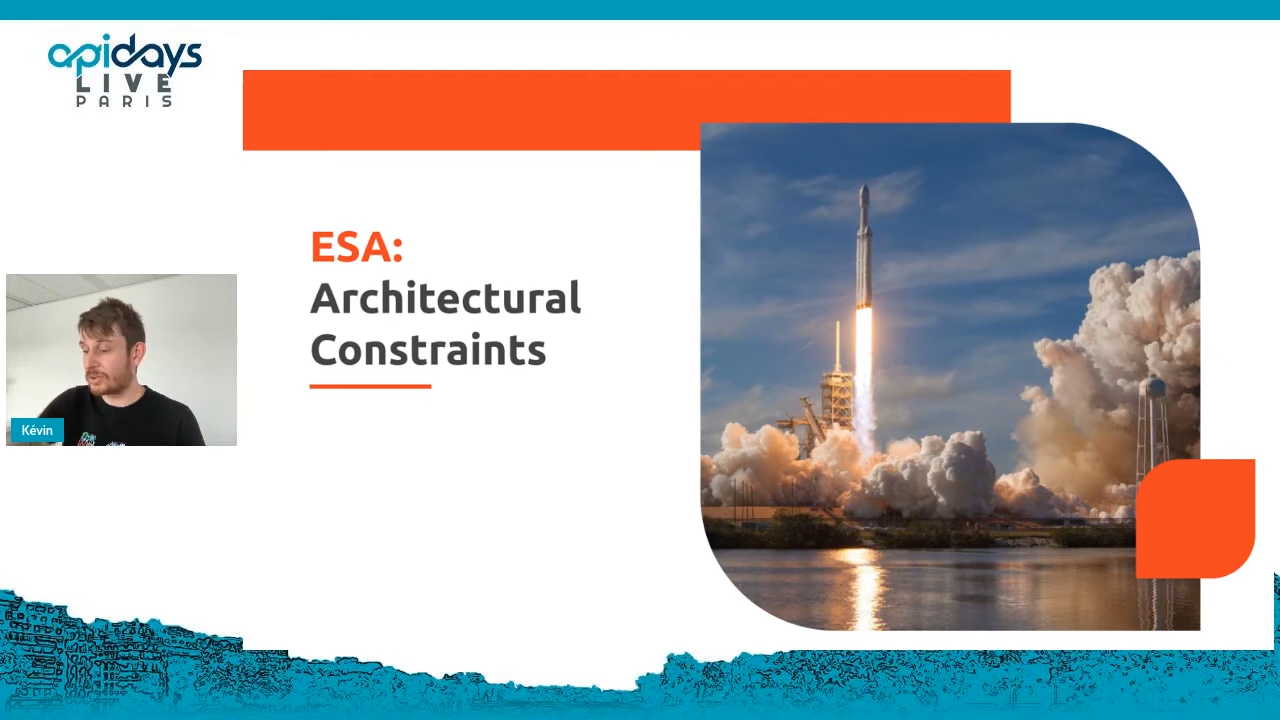 apidays
LIVE
PARIS
ESA:
Architectural
Constraints
Kévin